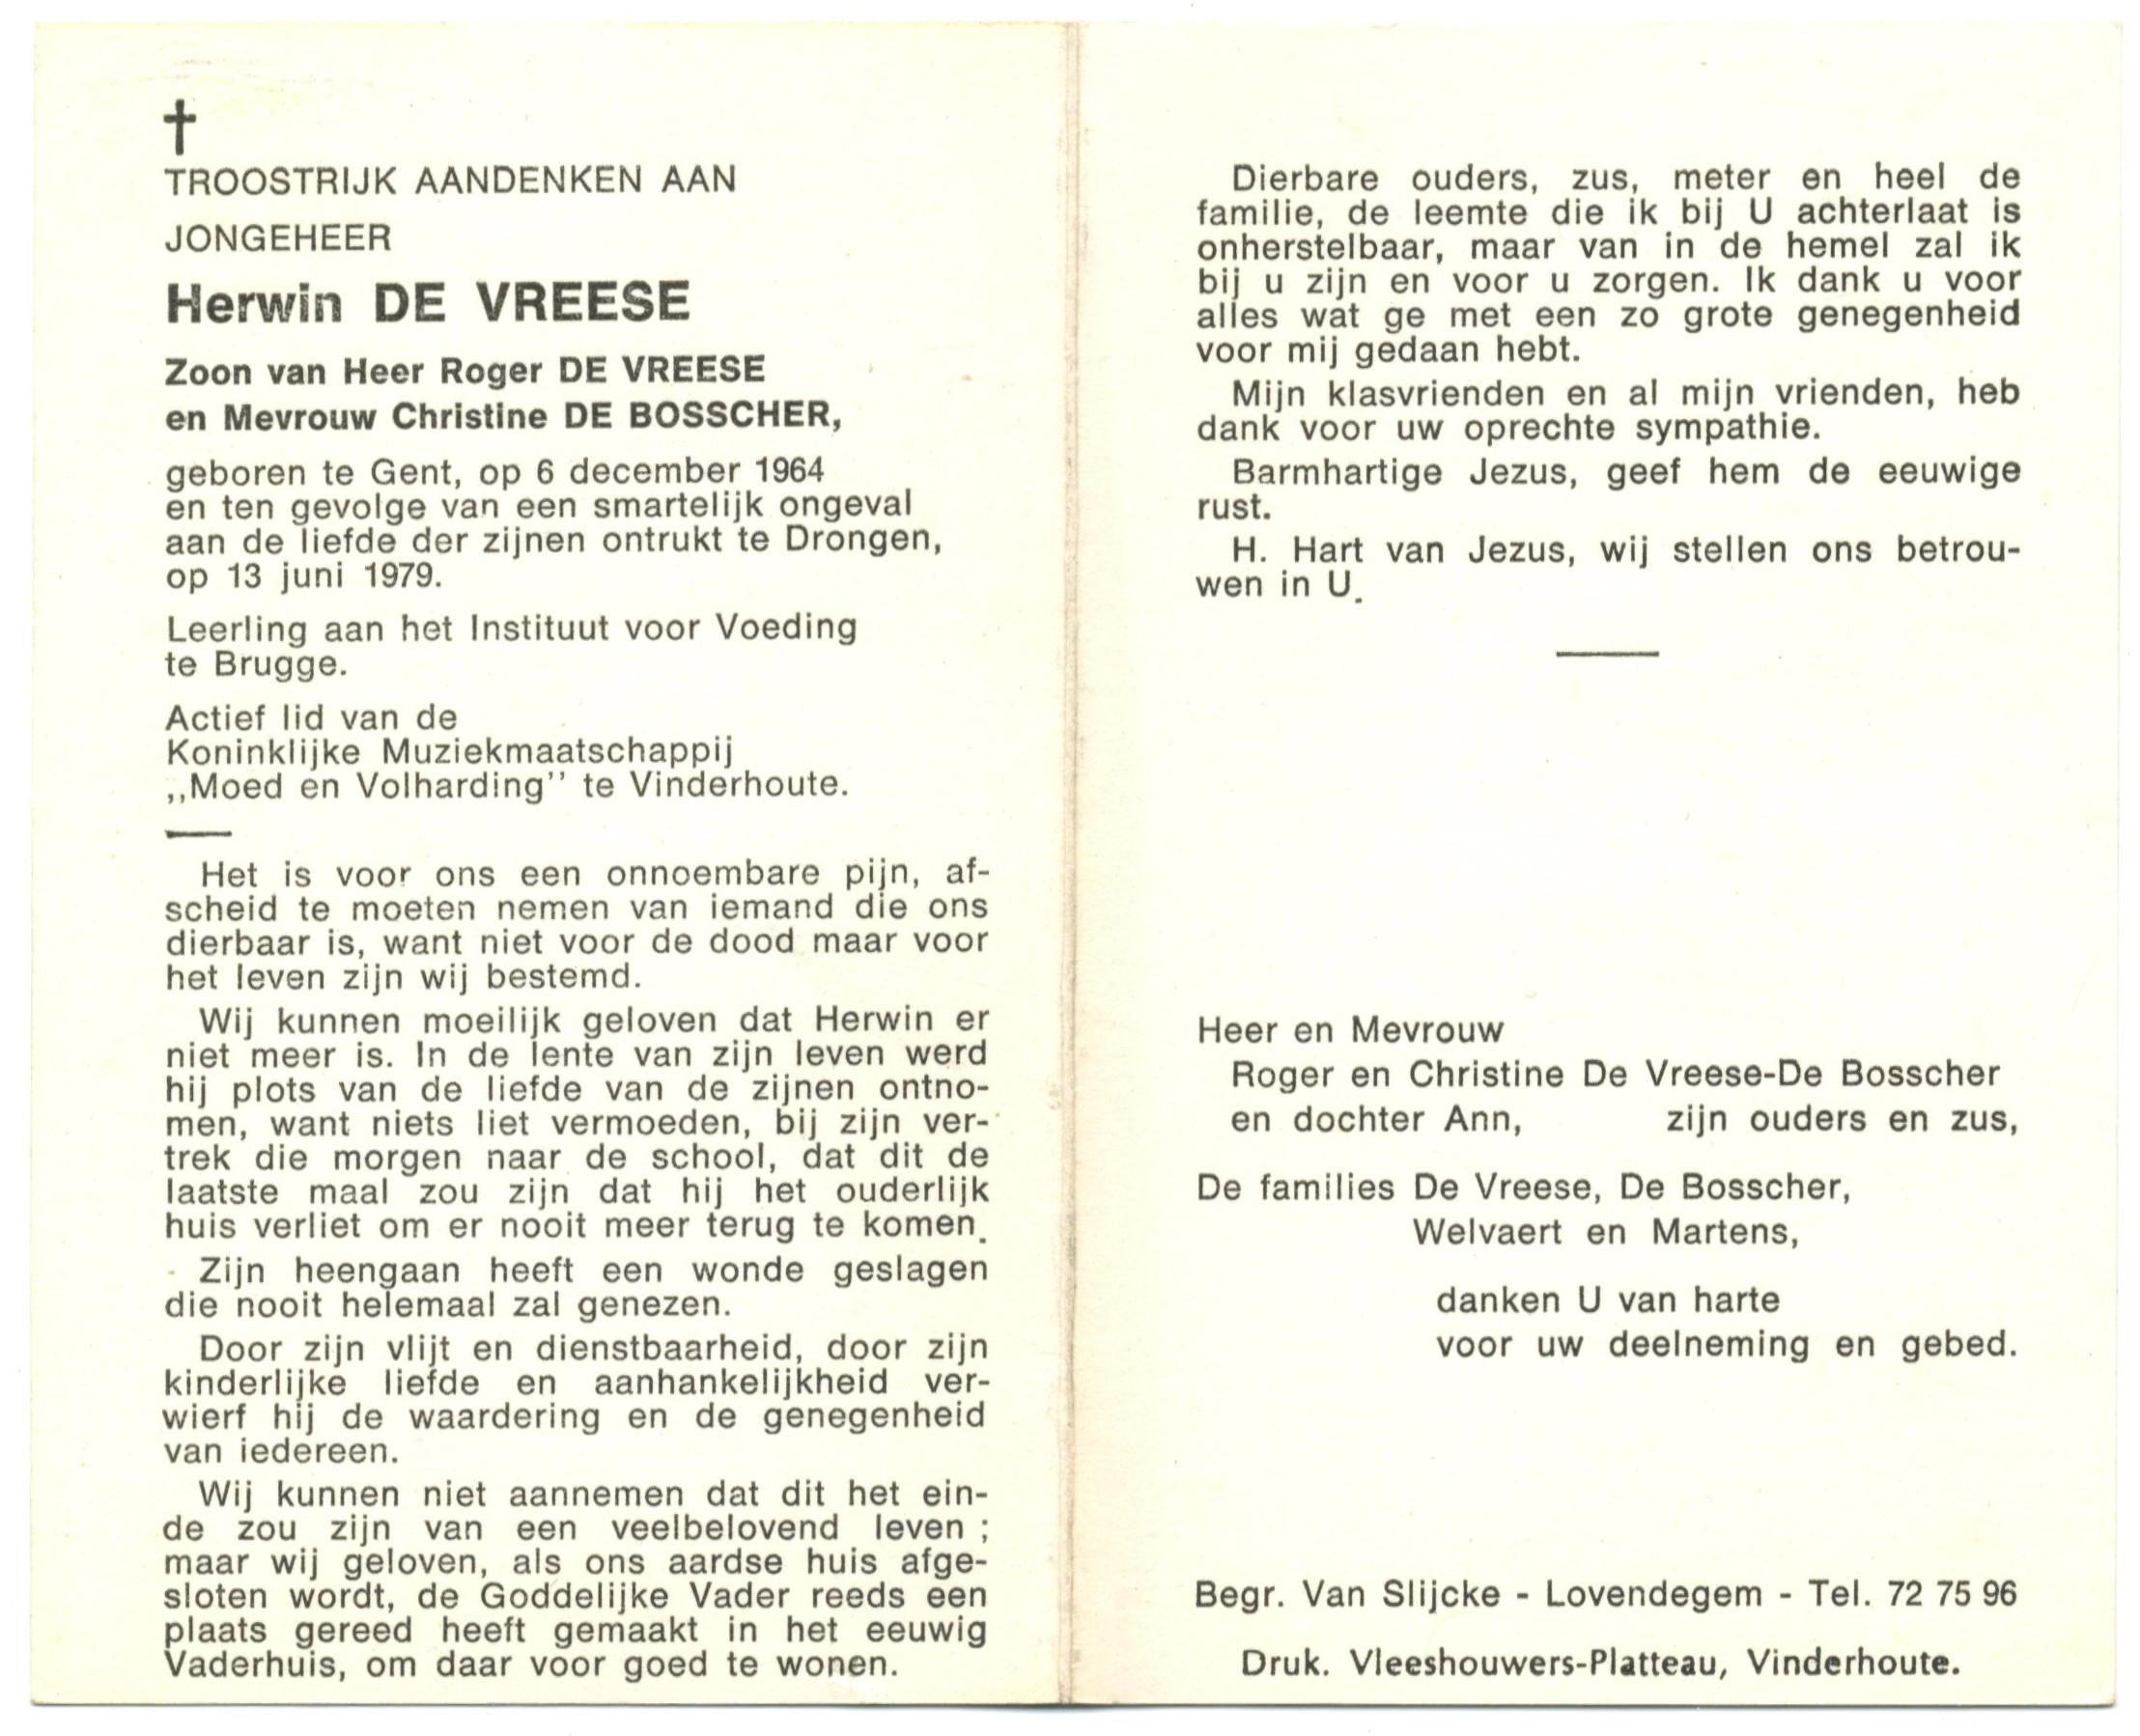 †
TROOSTRIJK AANDENKEN AAN
JONGEHEER
Herwin DE VREESE
Zoon van Heer Roger DE VREESE
en Mevrouw Christine DE BOSSCHER,
geboren te Gent, op 6 december 1964
en ten gevolge van een smartelijk ongeval
aan de liefde der zijnen ontrukt te Drongen,
op 13 juni 1979.
Leerling aan het Instituut voor Voeding
te Brugge.
Actief lid van de
Koninklijke Muziekmaatschappij
,,Moed en Volharding'' te Vinderhoute.
Het is voor ons een onnoembare pijn, af-
scheid te moeten nemen van iemand die ons
dierbaar is, want niet voor de dood maar voor
het leven zijn wij bestemd.
Wij kunnen moeilijk geloven dat Herwin er
niet meer is. In de lente van zijn leven werd
hij plots van de liefde van de zijnen ontno-
men, want niets liet vermoeden, bij zijn ver-
trek die morgen naar de school, dat dit de
laatste maal zou zijn dat hij het ouderlijk
huis verliet om er nooit meer terug te komen.
Zijn heengaan heeft een wonde geslagen
die nooit helemaal zal genezen.
Door zijn vlijt en dienstbaarheid, door zijn
kinderlijke liefde en aanhankelijkheid ver-
wierf hij de waardering en de genegenheid
van iedereen.
Wij kunnen niet aannemen dat dit het ein-
de zou zijn van een veelbelovend leven ;
maar wij geloven, als ons aardse huis afge-
sloten wordt, de Goddelijke Vader reeds een
plaats gereed heeft gemaakt in het eeuwig
Vaderhuis, om daar voor goed te wonen.
Dierbare ouders, zus, meter en heel de
familie, de leemte die ik bij U achterlaat is
onherstelbaar, maar van in de hemel zal ik
bij u zijn en voor u zorgen. Ik dank u voor
alles wat ge met een zo grote genegenheid
voor mij gedaan hebt.
Mijn klasvrienden en al mijn vrienden, heb
dank voor uw oprechte sympathie.
Barmhartige Jezus, geef hem de eeuwige
rust.
H. Hart van Jezus, wij stellen ons betrou-
wen in U.
Heer en Mevrouw
Roger en Christine De Vreese-De Bosscher
en dochter Ann, zijn ouders en zus,
De families De Vreese, De Bosscher,
Welvaert en Martens,
danken U van harte
voor uw deelneming en gebed.
Begr. Van Slijcke - Lovendegem - Tel. 72 75 96
Druk. Vleeshouwers-Platteau, Vinderhoute.